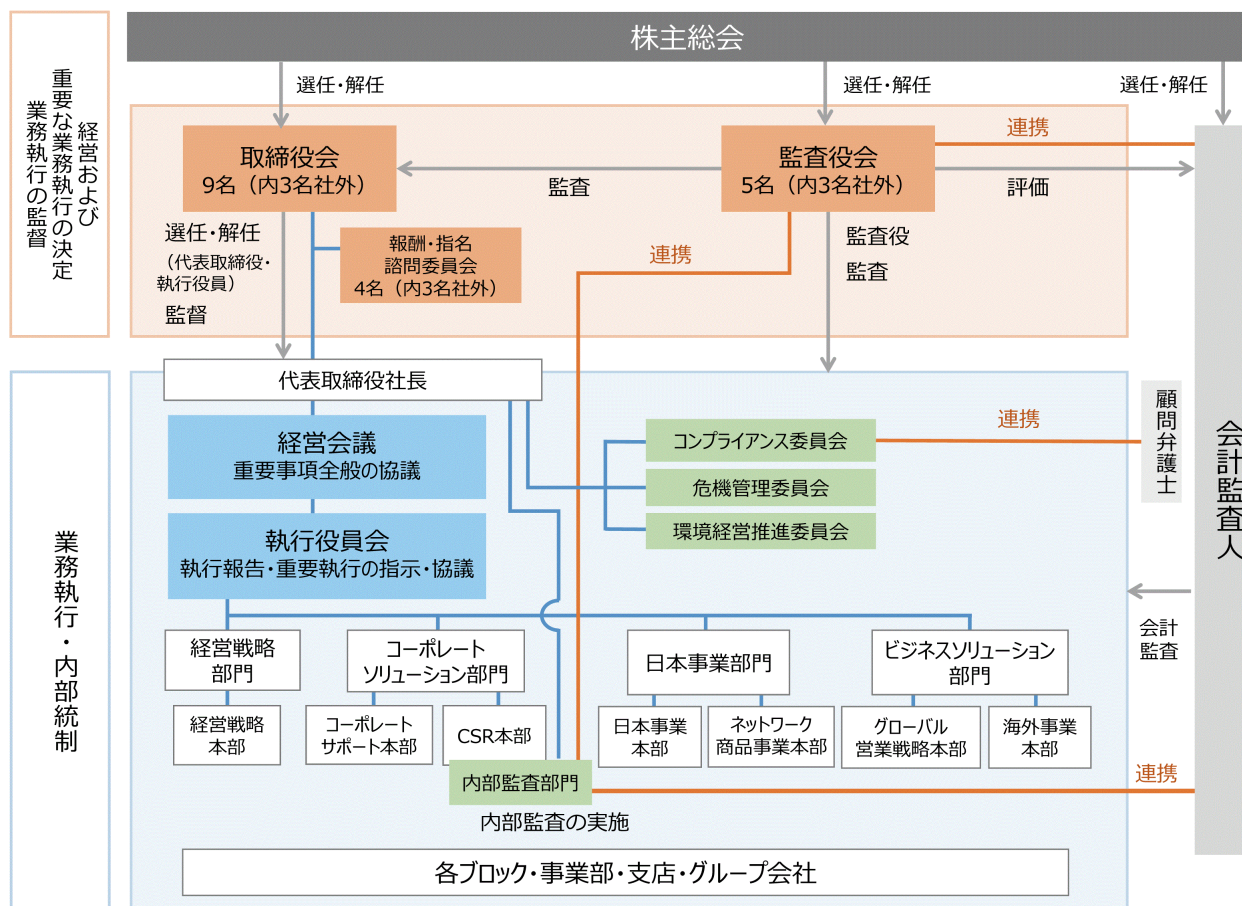 株主総会
選任・解任
選任・解任
選任・解任
経営および
重要な業務執行の決定
業務執行の監督
取締役会
9名（内3名社外）
監査
監査役会
5名（内3名社外）
連携
評価
選任・解任
（代表取締役・
執行役員）
監督
報酬・指名
諮問委員会
4名（内3名社外）
連携
監査役
監査
会計監査人
代表取締役社長
経営会議
重要事項全般の協議
執行役員会
執行報告・重要執行の指示・協議
コンプライアンス委員会
危機管理委員会
環境経営推進委員会
連携
顧問弁護士
会計
監査
業務執行・内部統制
経営戦略
部門
コーポレート
ソリューション部門
日本事業部門
ビジネスソリューション
部門
経営戦略
本部
コーポレート
サポート本部
CSR本部
日本事業
本部
ネットワーク
商品事業本部
グローバル
営業戦略本部
海外事業
本部
内部監査部門
連携
内部監査の実施
各ブロック・事業部・支店・グループ会社